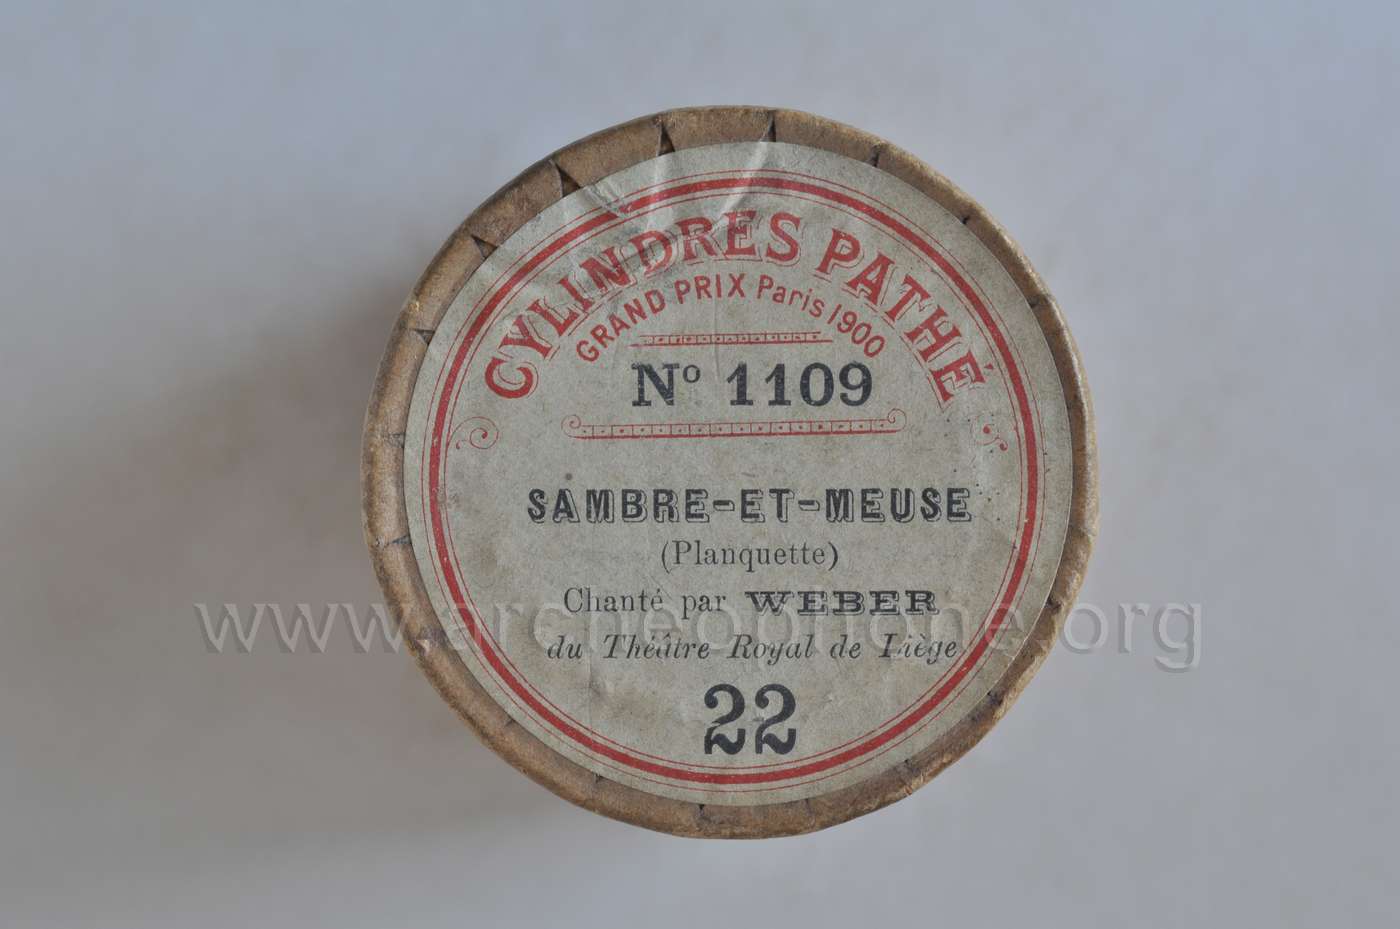 CYLINDRES PATHÉ
GRAND PRIX Paris 1900
Nº 1109
SAMBRE-ET-MEUSE
(Planquette)
Chanté par WEBER
www.archeophone.org
du Théâtre Royal de Liège
22